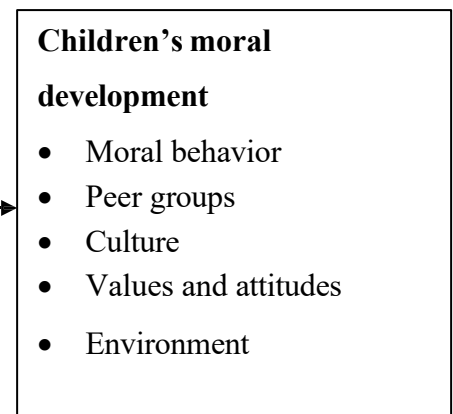 Children’s moral
development
• Moral behavior
• Peer groups
• Culture
• Values and attitudes
• Environment